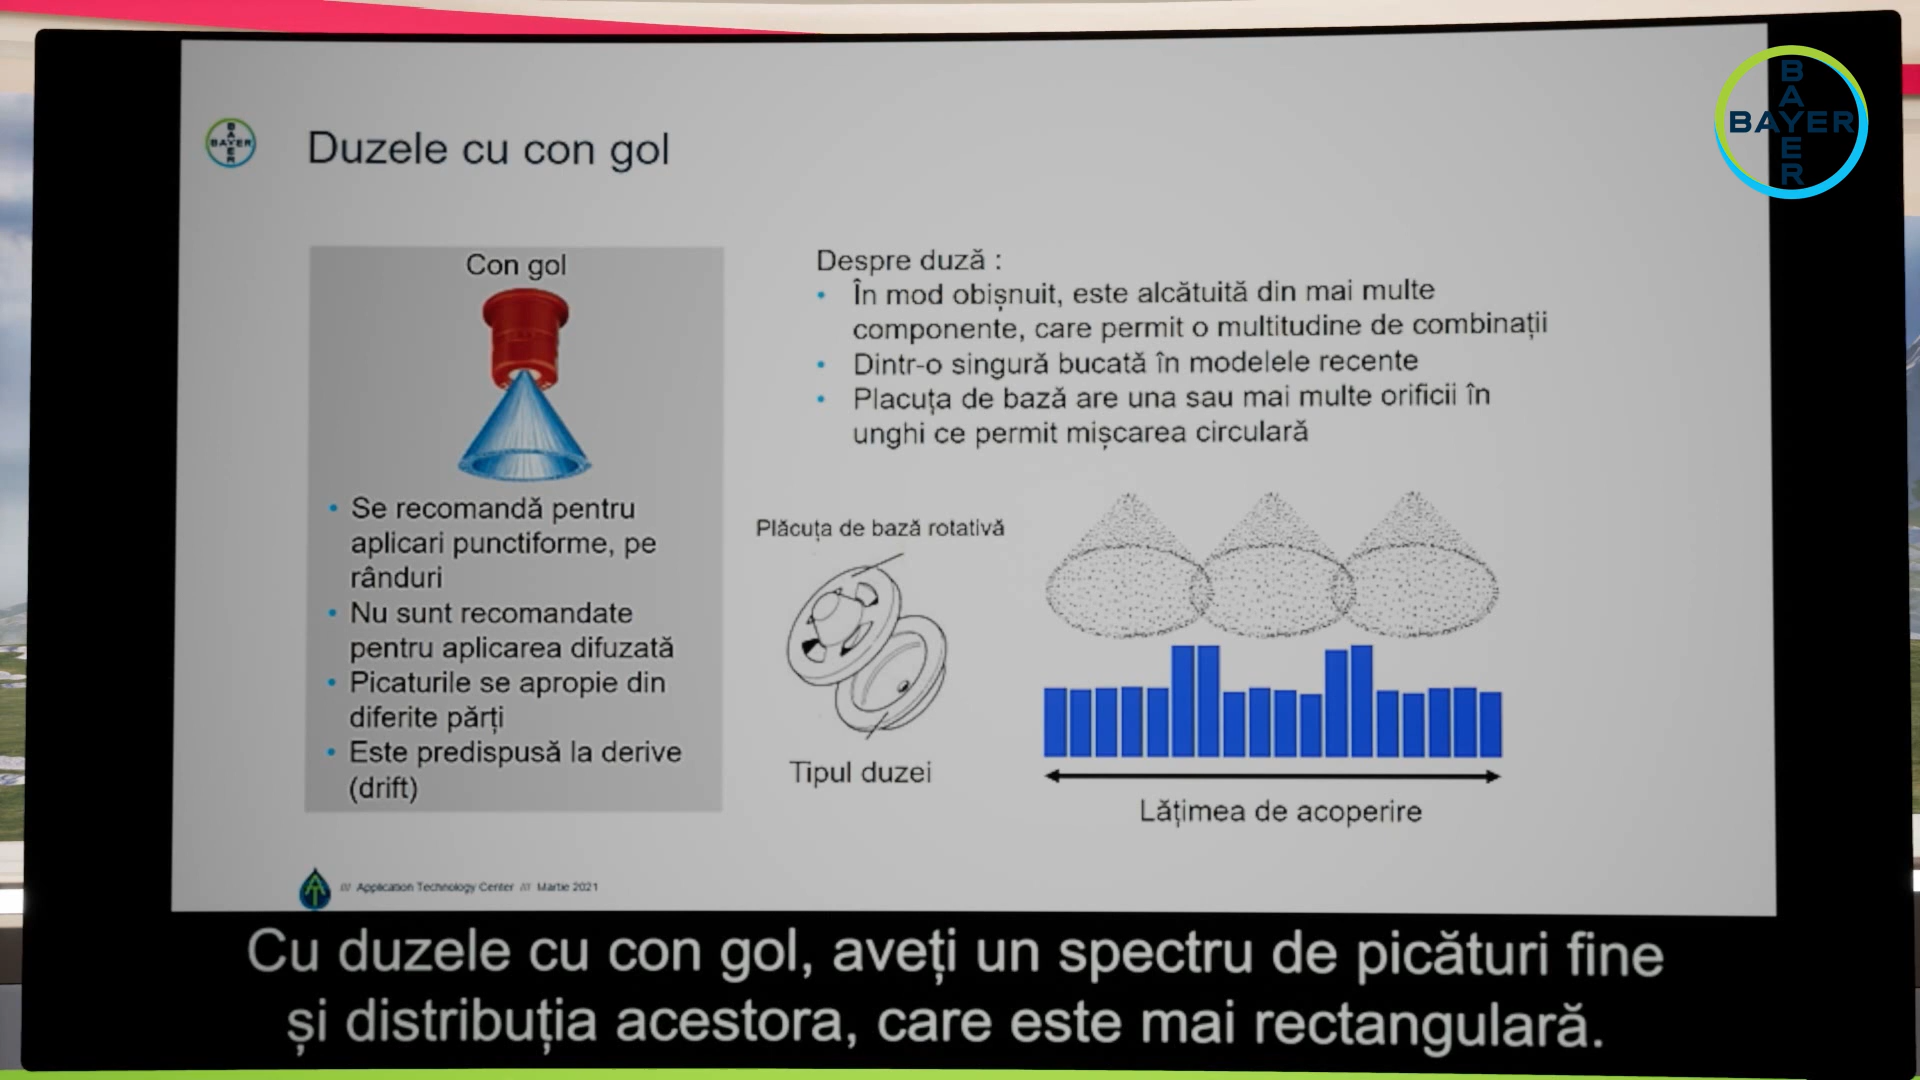 BAYER
BAYER
BAYER
BAYER
Duzele cu con gol
Con gol
Se recomandă pentru
aplicari punctiforme, pe
rânduri
Nu sunt recomandate
pentru aplicarea difuzată
Picaturile se apropie din
diferite părți
Este predispusă la derive
(drift)
Despre duză :
În mod obișnuit, este alcătuită din mai multe
componente, care permit o multitudine de combinații
Dintr-o singură bucată în modelele recente
Placuța de bază are una sau mai multe orificii în
unghi ce permit mișcarea circulară
Plăcuța de bază rotativă
Tipul duzei
Lățimea de acoperire
/// Application Technology Center /// Martie 2021
Cu duzele cu con gol, aveți un spectru de picături fine
și distribuția acestora, care este mai rectangulară.